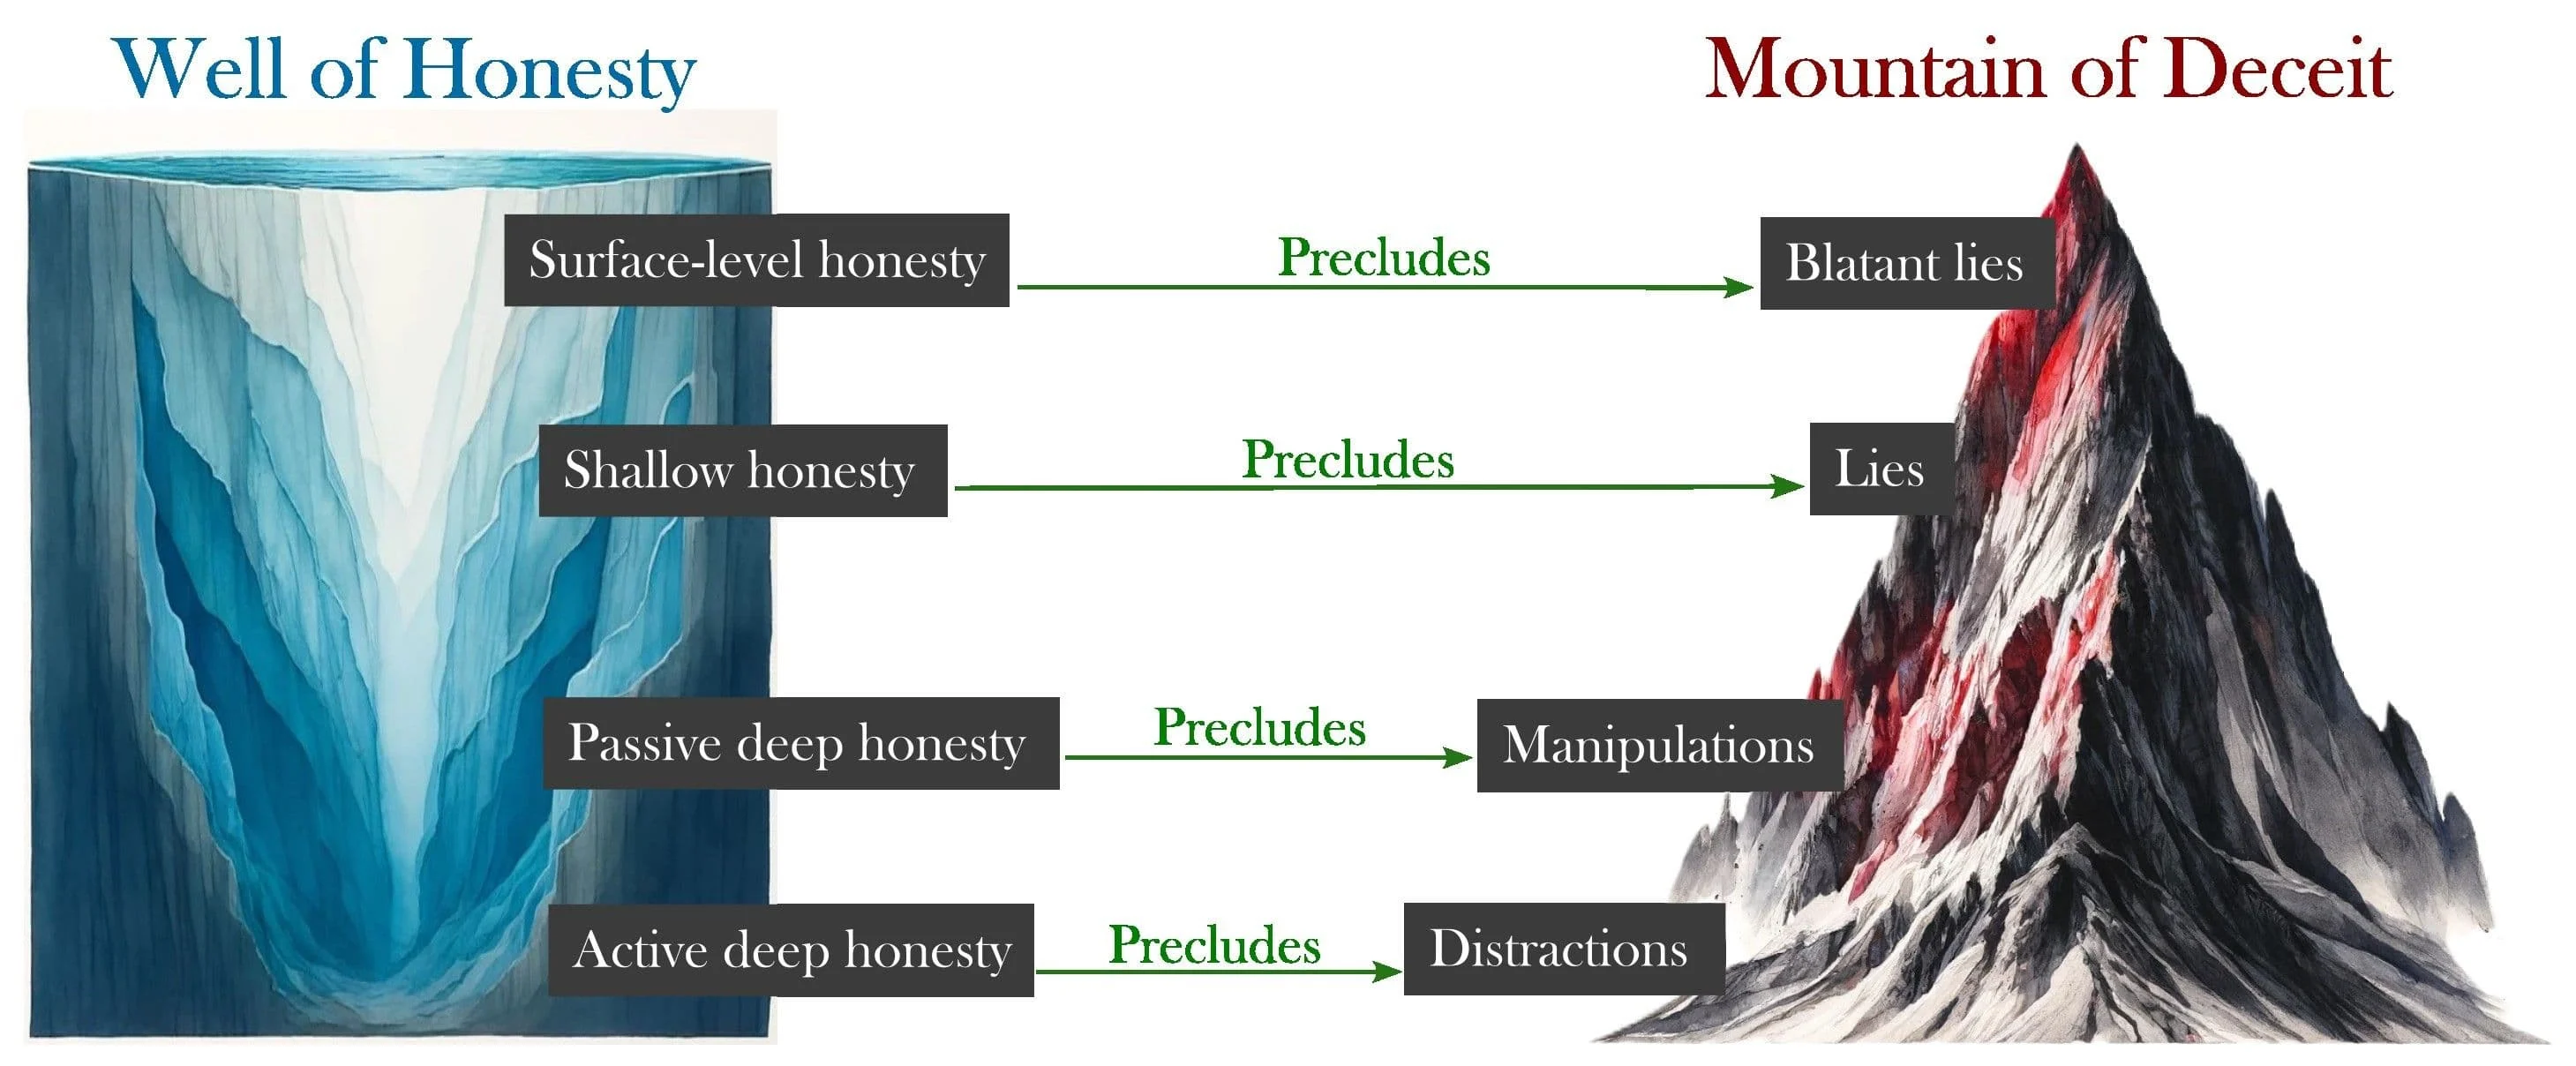 Well of Honesty
Mountain of Deceit
Surface-level honesty
Precludes
Blatant lies
Shallow honesty
Precludes
Lies
Passive deep honesty
Precludes
Manipulations
Active deep honesty
Precludes
Distractions